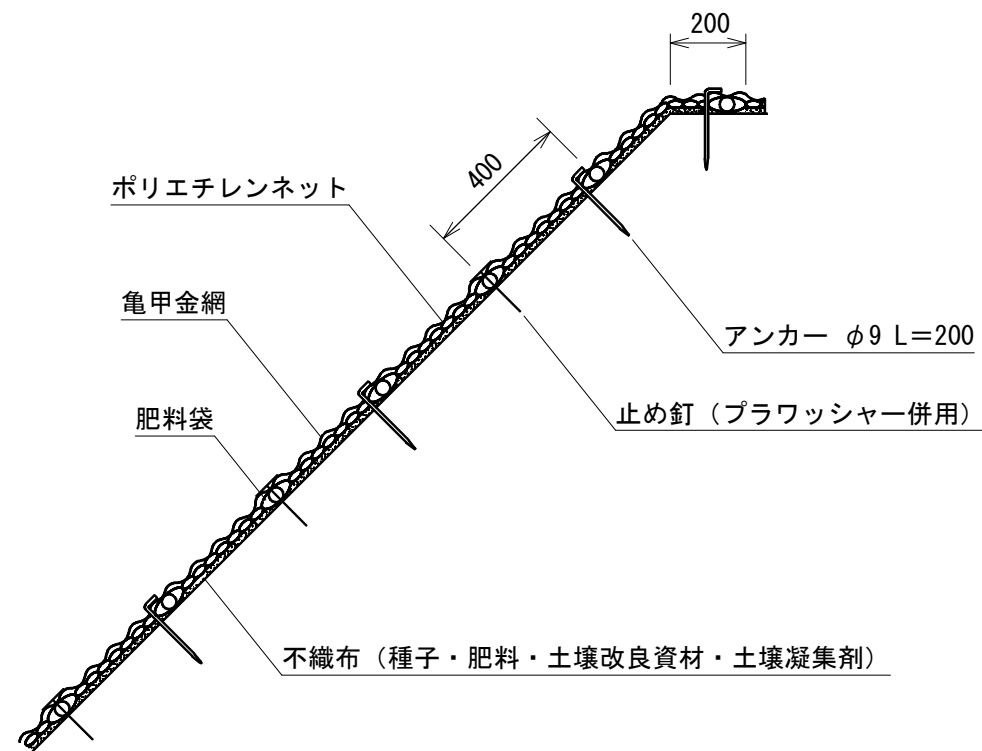 200
400
ポリエチレンネット
亀甲金網
アンカー φ9 L=200
肥料袋
止め釘（プラワッシャー併用）
不織布（種子・肥料・土壌改良資材・土壌凝集剤）